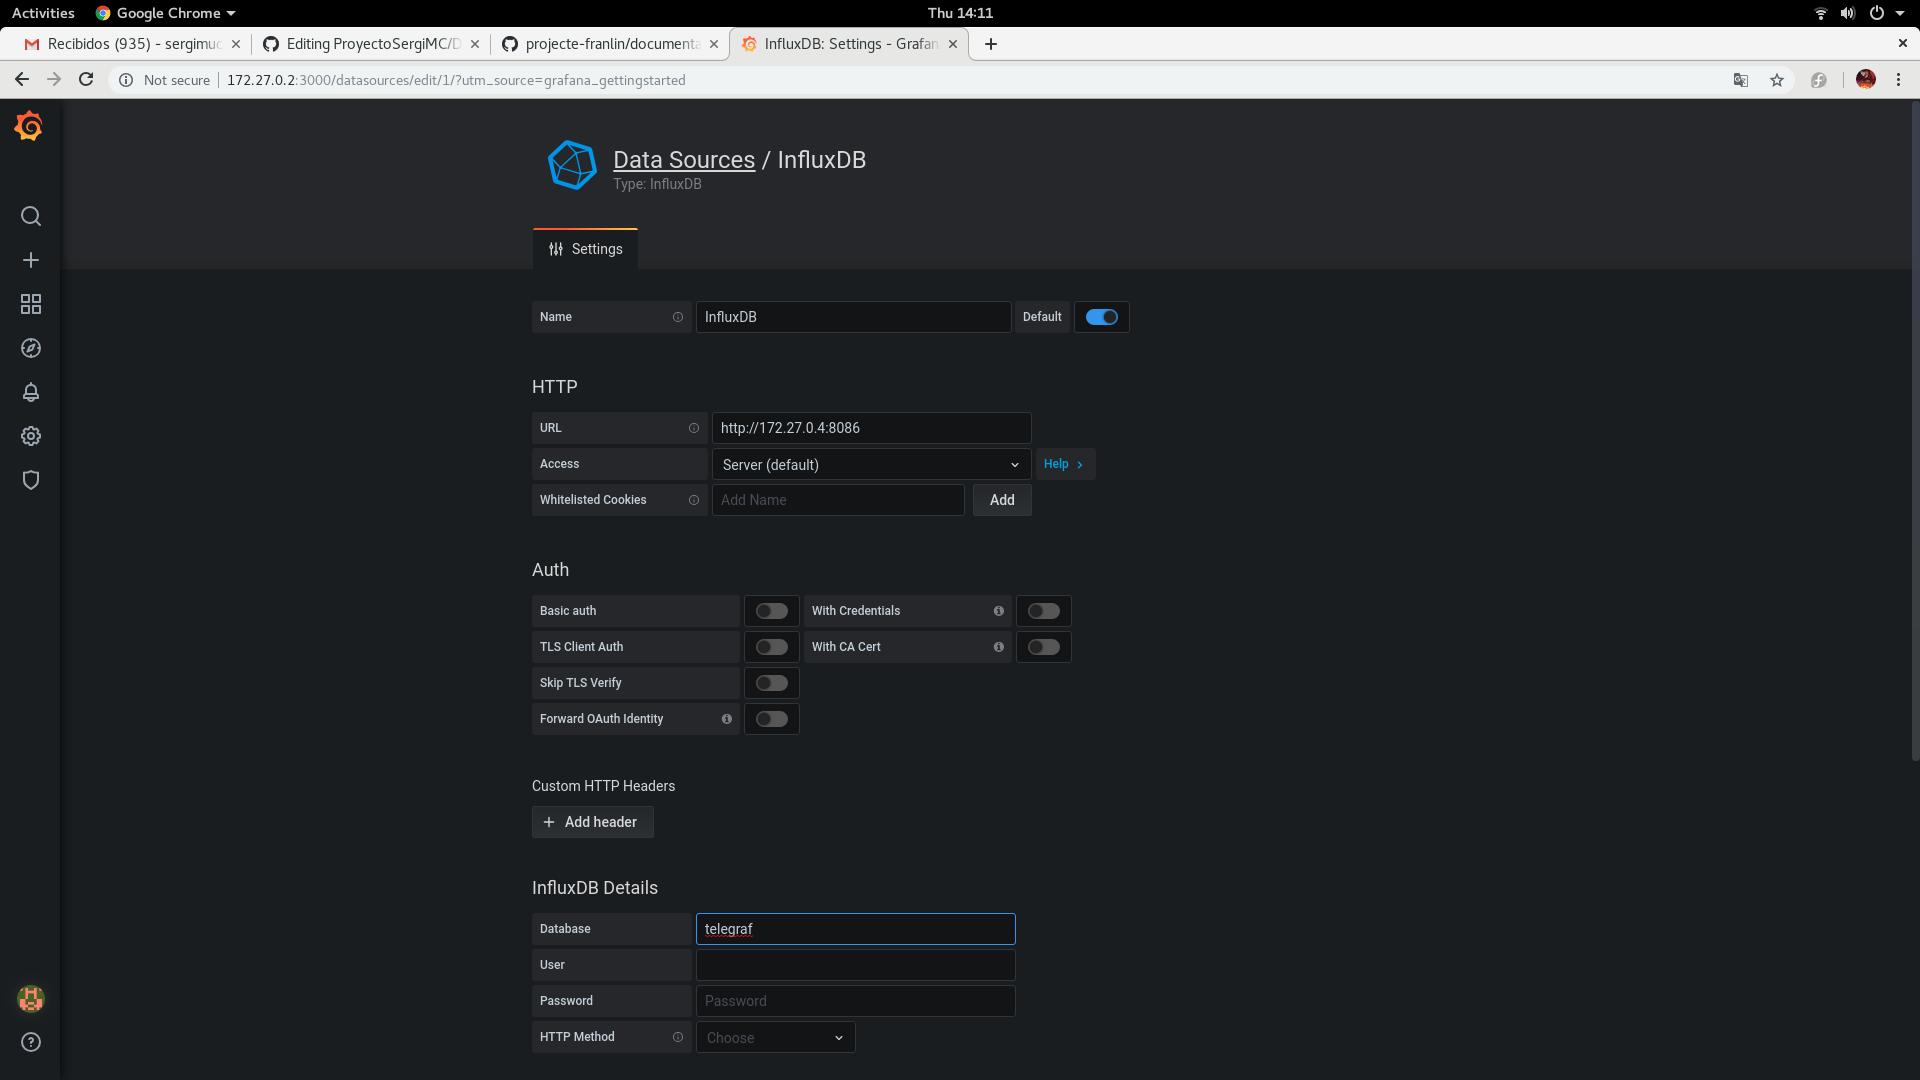 Activities Google Chrome Thu 14:11
Recibidos (935) - sergimuc Editing ProyectoSergiMC/D projecte-franlin/documenta InfluxDB: Settings - Grafan
Not secure 172.27.0.2:3000/datasources/edit/1/?utm_source=grafana_gettingstarted
Data Sources / InfluxDB
Type: InfluxDB
Settings
Name InfluxDB Default
HTTP
URL http://172.27.0.4:8086
Access Server (default) Help >
Whitelisted Cookies Add Name Add
Auth
Basic auth With Credentials
TLS Client Auth With CA Cert
Skip TLS Verify
Forward OAuth Identity
Custom HTTP Headers
+ Add header
InfluxDB Details
Database telegraf
User
Password Password
HTTP Method Choose